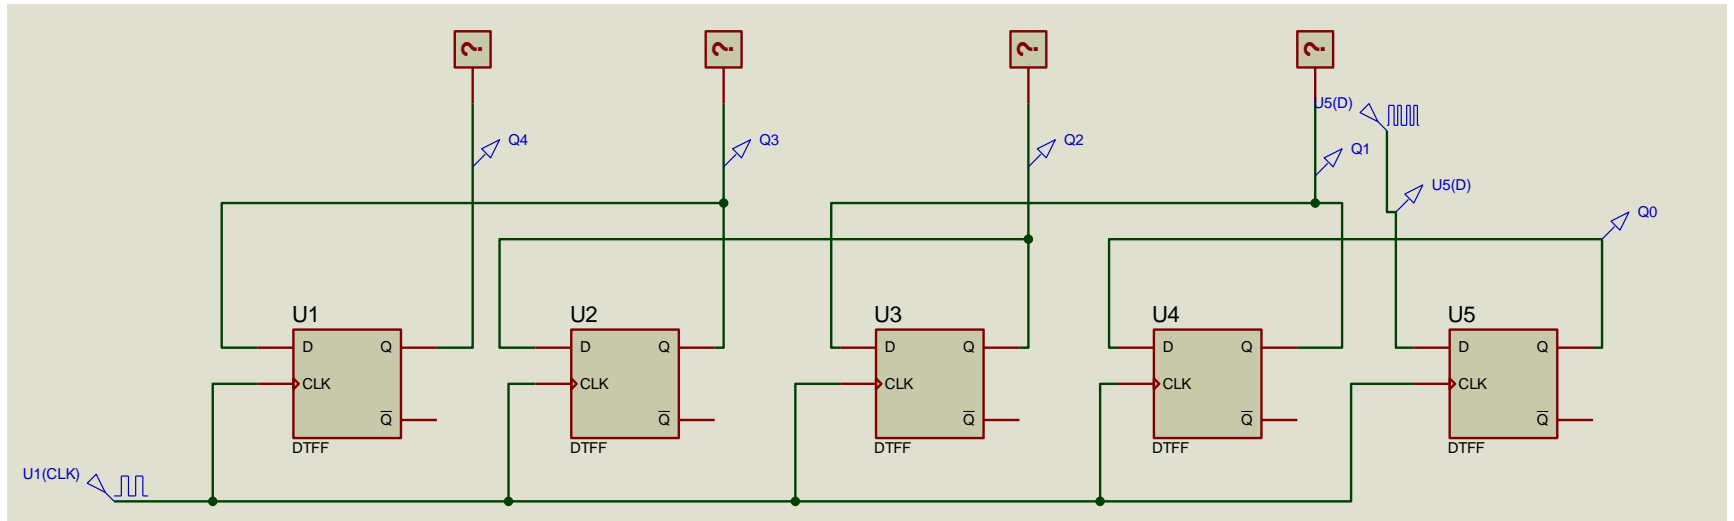 ? ? ? ?
U5(D)
Q4 Q3 Q2 Q1
U5(D)
Q0
U1 U2 U3 U4 U5
D Q D Q D Q D Q D Q
CLK CLK CLK CLK CLK
Q Q Q Q Q
DTFF DTFF DTFF DTFF DTFF
U1(CLK)